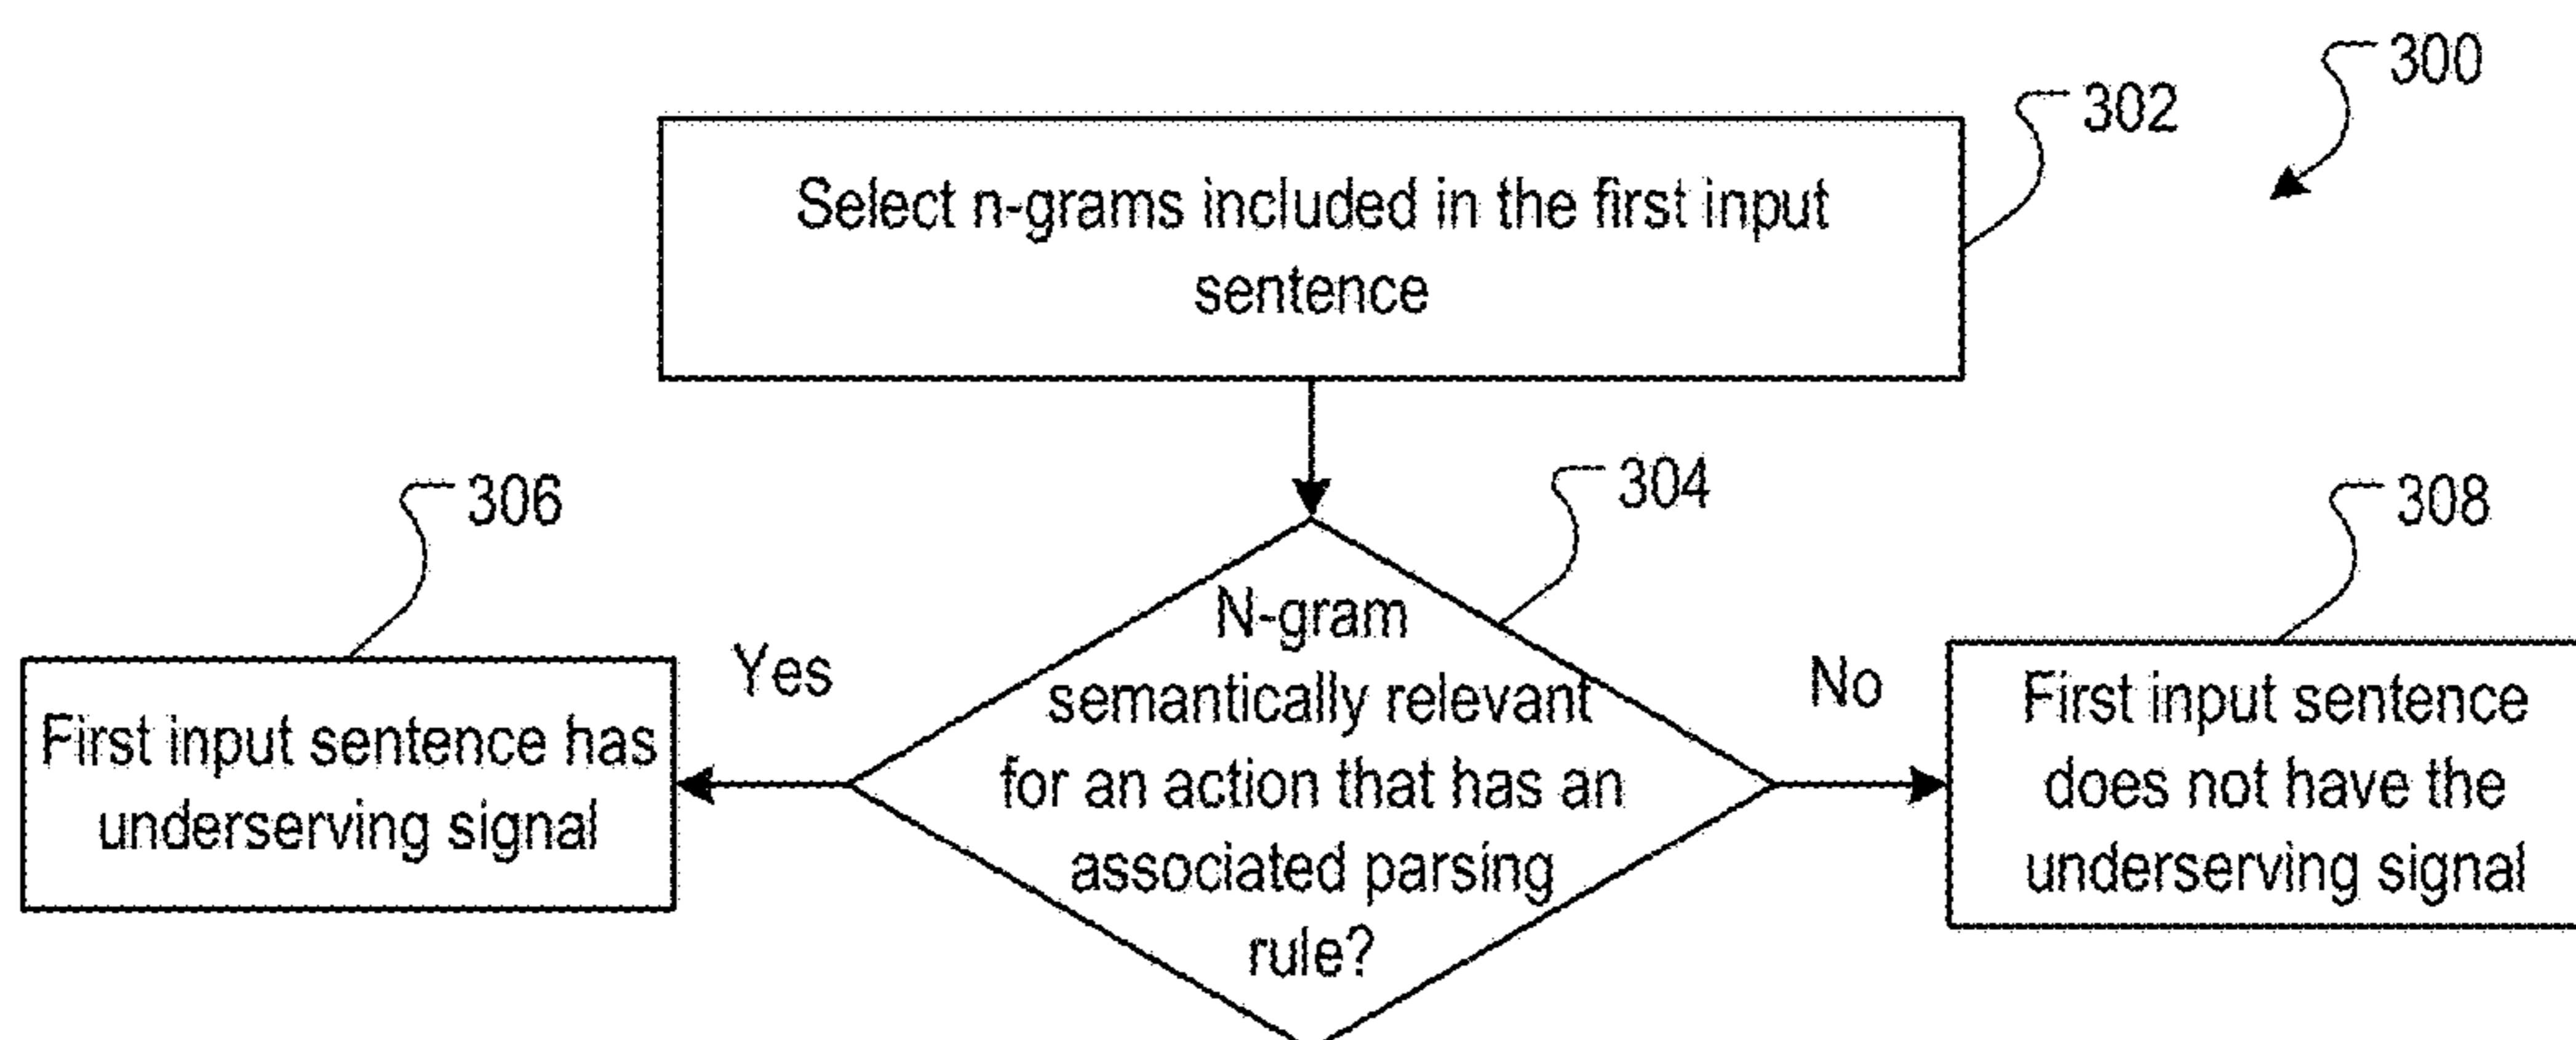 300
302
Select n-grams included in the first input
sentence
304
306
308
N-gram
semantically relevant
for an action that has an
associated parsing
rule?
Yes
No
First input sentence has
underserving signal
First input sentence
does not have the
underserving signal